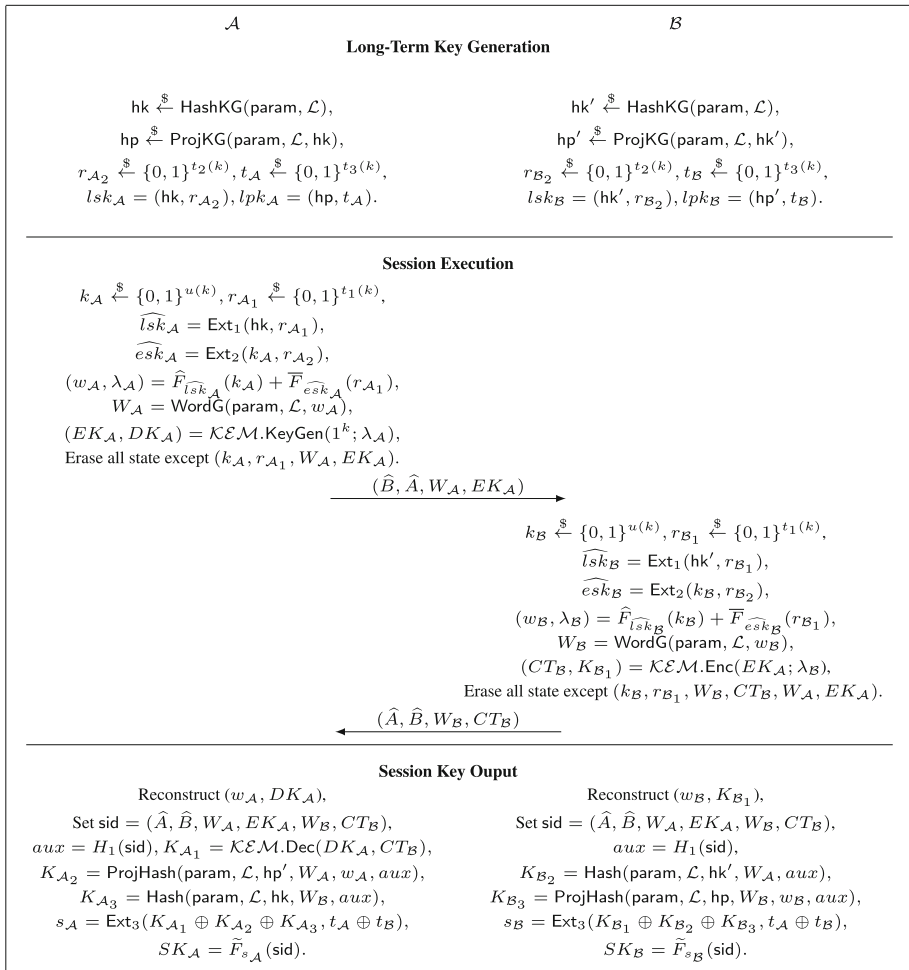 𝒜 ℬ
Long-Term Key Generation
hk ←$ HashKG(param, ℒ), hk′ ←$ HashKG(param, ℒ),
hp ←$ ProjKG(param, ℒ, hk), hp′ ←$ ProjKG(param, ℒ, hk′),
r_{𝒜_2} ←$ {0, 1}^{t_2(k)}, t_𝒜 ←$ {0, 1}^{t_3(k)}, r_{ℬ_2} ←$ {0, 1}^{t_2(k)}, t_ℬ ←$ {0, 1}^{t_3(k)},
lsk_𝒜 = (hk, r_{𝒜_2}), lpk_𝒜 = (hp, t_𝒜). lsk_ℬ = (hk′, r_{ℬ_2}), lpk_ℬ = (hp′, t_ℬ).
Session Execution
k_𝒜 ←$ {0, 1}^{u(k)}, r_{𝒜_1} ←$ {0, 1}^{t_1(k)},
\widehat{lsk}_𝒜 = Ext_1(hk, r_{𝒜_1}),
\widehat{esk}_𝒜 = Ext_2(k_𝒜, r_{𝒜_2}),
(w_𝒜, λ_𝒜) = \widehat{F}_{\widehat{lsk}_𝒜}(k_𝒜) + \overline{F}_{\widehat{esk}_𝒜}(r_{𝒜_1}),
W_𝒜 = WordG(param, ℒ, w_𝒜),
(EK_𝒜, DK_𝒜) = 𝒦ℰℳ.KeyGen(1^k; λ_𝒜),
Erase all state except (k_𝒜, r_{𝒜_1}, W_𝒜, EK_𝒜).
(\widehat{B}, \widehat{A}, W_𝒜, EK_𝒜)
k_ℬ ←$ {0, 1}^{u(k)}, r_{ℬ_1} ←$ {0, 1}^{t_1(k)},
\widehat{lsk}_ℬ = Ext_1(hk′, r_{ℬ_1}),
\widehat{esk}_ℬ = Ext_2(k_ℬ, r_{ℬ_2}),
(w_ℬ, λ_ℬ) = \widehat{F}_{\widehat{lsk}_ℬ}(k_ℬ) + \overline{F}_{\widehat{esk}_ℬ}(r_{ℬ_1}),
W_ℬ = WordG(param, ℒ, w_ℬ),
(CT_ℬ, K_{ℬ_1}) = 𝒦ℰℳ.Enc(EK_𝒜; λ_ℬ),
Erase all state except (k_ℬ, r_{ℬ_1}, W_ℬ, CT_ℬ, W_𝒜, EK_𝒜).
(\widehat{A}, \widehat{B}, W_ℬ, CT_ℬ)
Session Key Ouput
Reconstruct (w_𝒜, DK_𝒜), Reconstruct (w_ℬ, K_{ℬ_1}),
Set sid = (\widehat{A}, \widehat{B}, W_𝒜, EK_𝒜, W_ℬ, CT_ℬ), Set sid = (\widehat{A}, \widehat{B}, W_𝒜, EK_𝒜, W_ℬ, CT_ℬ),
aux = H_1(sid), K_{𝒜_1} = 𝒦ℰℳ.Dec(DK_𝒜, CT_ℬ), aux = H_1(sid),
K_{𝒜_2} = ProjHash(param, ℒ, hp′, W_𝒜, w_𝒜, aux), K_{ℬ_2} = Hash(param, ℒ, hk′, W_𝒜, aux),
K_{𝒜_3} = Hash(param, ℒ, hk, W_ℬ, aux), K_{ℬ_3} = ProjHash(param, ℒ, hp, W_ℬ, w_ℬ, aux),
s_𝒜 = Ext_3(K_{𝒜_1} ⊕ K_{𝒜_2} ⊕ K_{𝒜_3}, t_𝒜 ⊕ t_ℬ), s_ℬ = Ext_3(K_{ℬ_1} ⊕ K_{ℬ_2} ⊕ K_{ℬ_3}, t_𝒜 ⊕ t_ℬ),
SK_𝒜 = \widetilde{F}_{s_𝒜}(sid). SK_ℬ = \widetilde{F}_{s_ℬ}(sid).